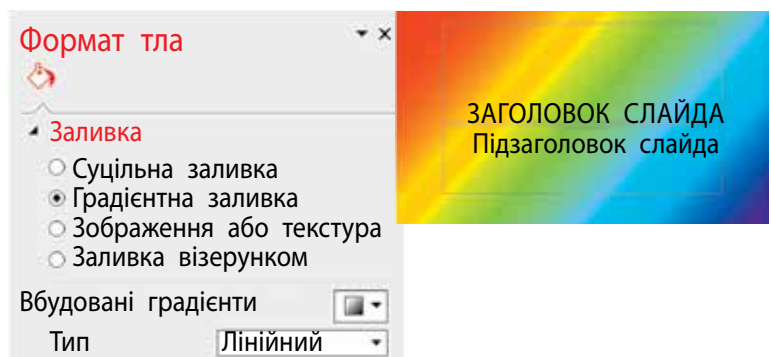 Формат тла
Заливка
Суцільна заливка
Градієнтна заливка
Зображення або текстура
Заливка візерунком
Вбудовані градієнти
Тип Лінійний
ЗАГОЛОВОК СЛАЙДА
Підзаголовок слайда